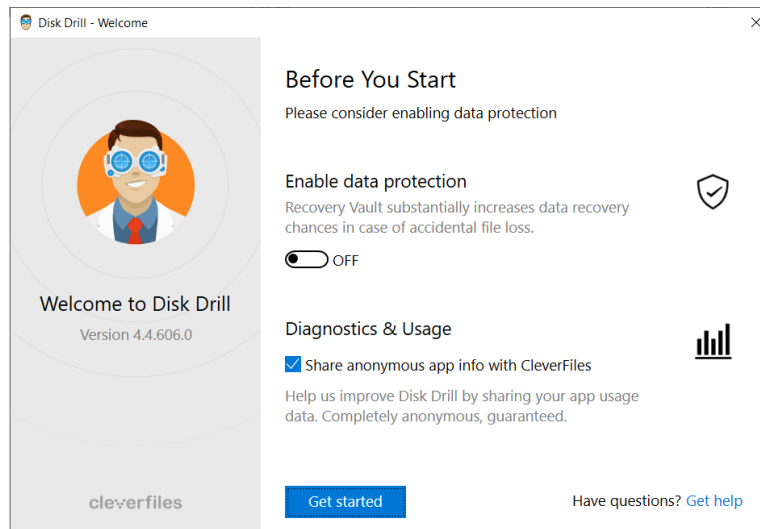 Disk Drill - Welcome
Before You Start
Please consider enabling data protection
Enable data protection
Recovery Vault substantially increases data recovery
chances in case of accidental file loss.
OFF
Welcome to Disk Drill
Version 4.4.606.0
Diagnostics & Usage
Share anonymous app info with CleverFiles
Help us improve Disk Drill by sharing your app usage
data. Completely anonymous, guaranteed.
cleverfiles
Get started
Have questions? Get help